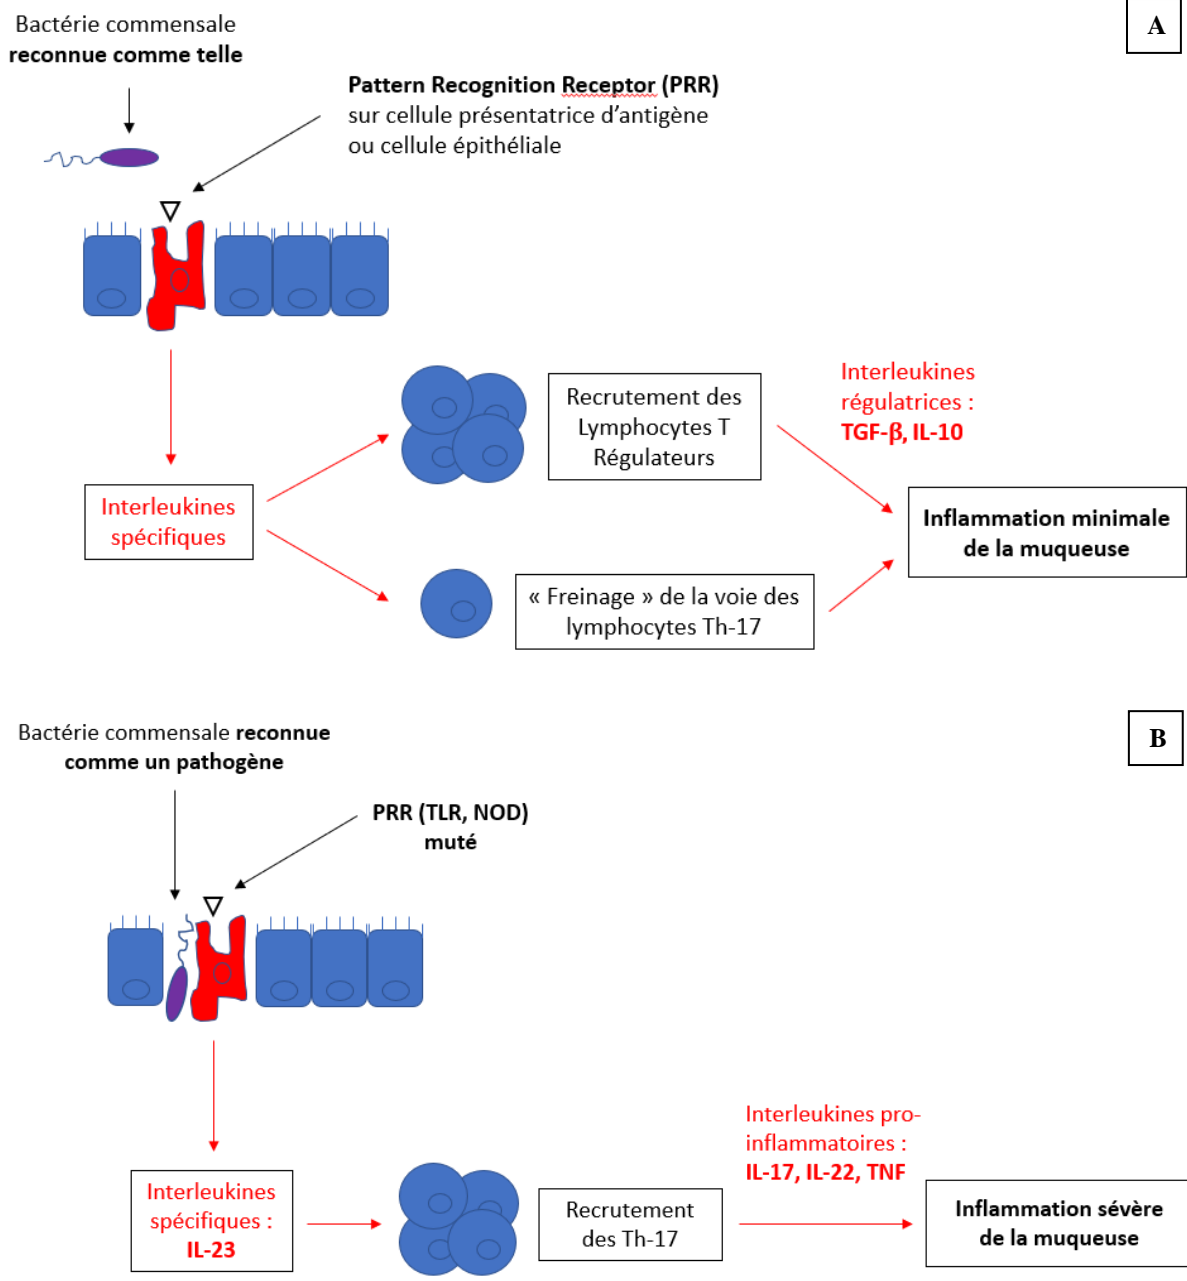 A
Bactérie commensale
reconnue comme telle
Pattern Recognition Receptor (PRR)
sur cellule présentatrice d’antigène
ou cellule épithéliale
Interleukines
spécifiques
Recrutement des
Lymphocytes T
Régulateurs
Interleukines
régulatrices :
TGF-β, IL-10
« Freinage » de la voie des
lymphocytes Th-17
Inflammation minimale
de la muqueuse
B
Bactérie commensale reconnue
comme un pathogène
PRR (TLR, NOD)
muté
Interleukines
spécifiques :
IL-23
Recrutement
des Th-17
Interleukines pro-
inflammatoires :
IL-17, IL-22, TNF
Inflammation sévère
de la muqueuse